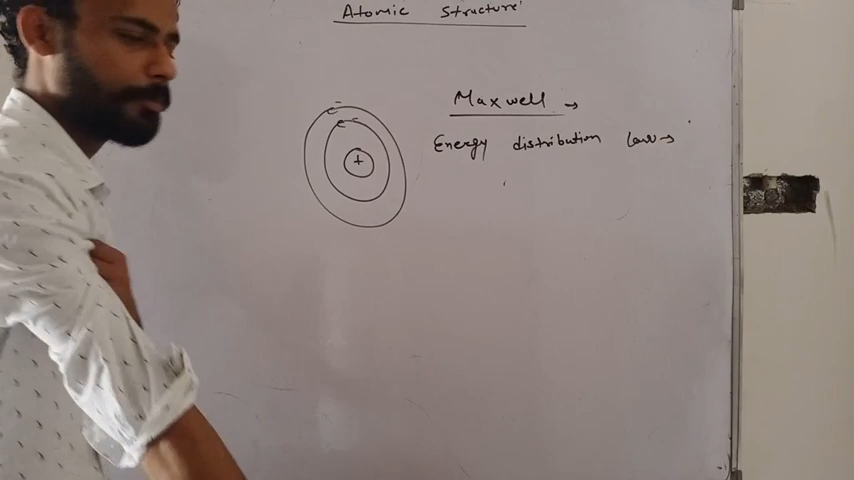 Atomic Structure
e⁻
e⁻
+
Maxwell →
Energy distribution law →